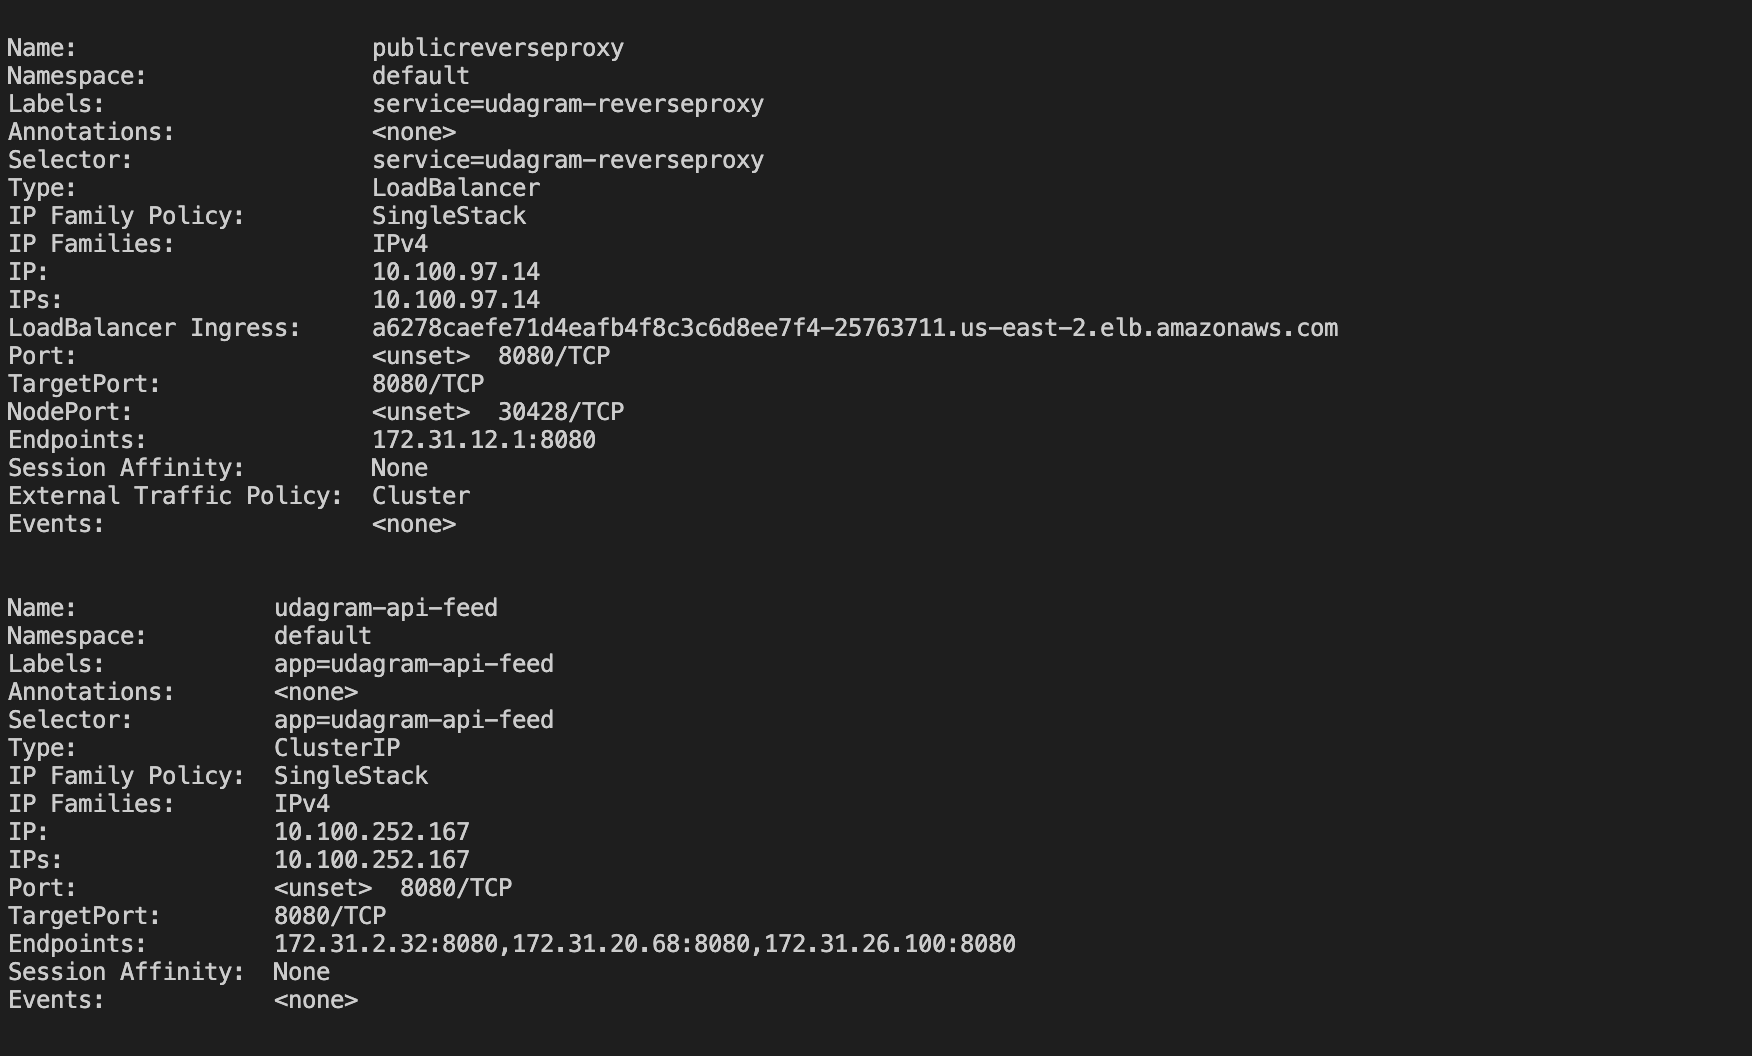 Name:                     publicreverseproxy
Namespace:                default
Labels:                   service=udagram-reverseproxy
Annotations:              <none>
Selector:                 service=udagram-reverseproxy
Type:                     LoadBalancer
IP Family Policy:         SingleStack
IP Families:              IPv4
IP:                       10.100.97.14
IPs:                      10.100.97.14
LoadBalancer Ingress:     a6278caefe71d4eafb4f8c3c6d8ee7f4-25763711.us-east-2.elb.amazonaws.com
Port:                     <unset>  8080/TCP
TargetPort:               8080/TCP
NodePort:                 <unset>  30428/TCP
Endpoints:                172.31.12.1:8080
Session Affinity:         None
External Traffic Policy:  Cluster
Events:                   <none>
Name:              udagram-api-feed
Namespace:         default
Labels:            app=udagram-api-feed
Annotations:       <none>
Selector:          app=udagram-api-feed
Type:              ClusterIP
IP Family Policy:  SingleStack
IP Families:       IPv4
IP:                10.100.252.167
IPs:               10.100.252.167
Port:              <unset>  8080/TCP
TargetPort:        8080/TCP
Endpoints:         172.31.2.32:8080,172.31.20.68:8080,172.31.26.100:8080
Session Affinity:  None
Events:            <none>